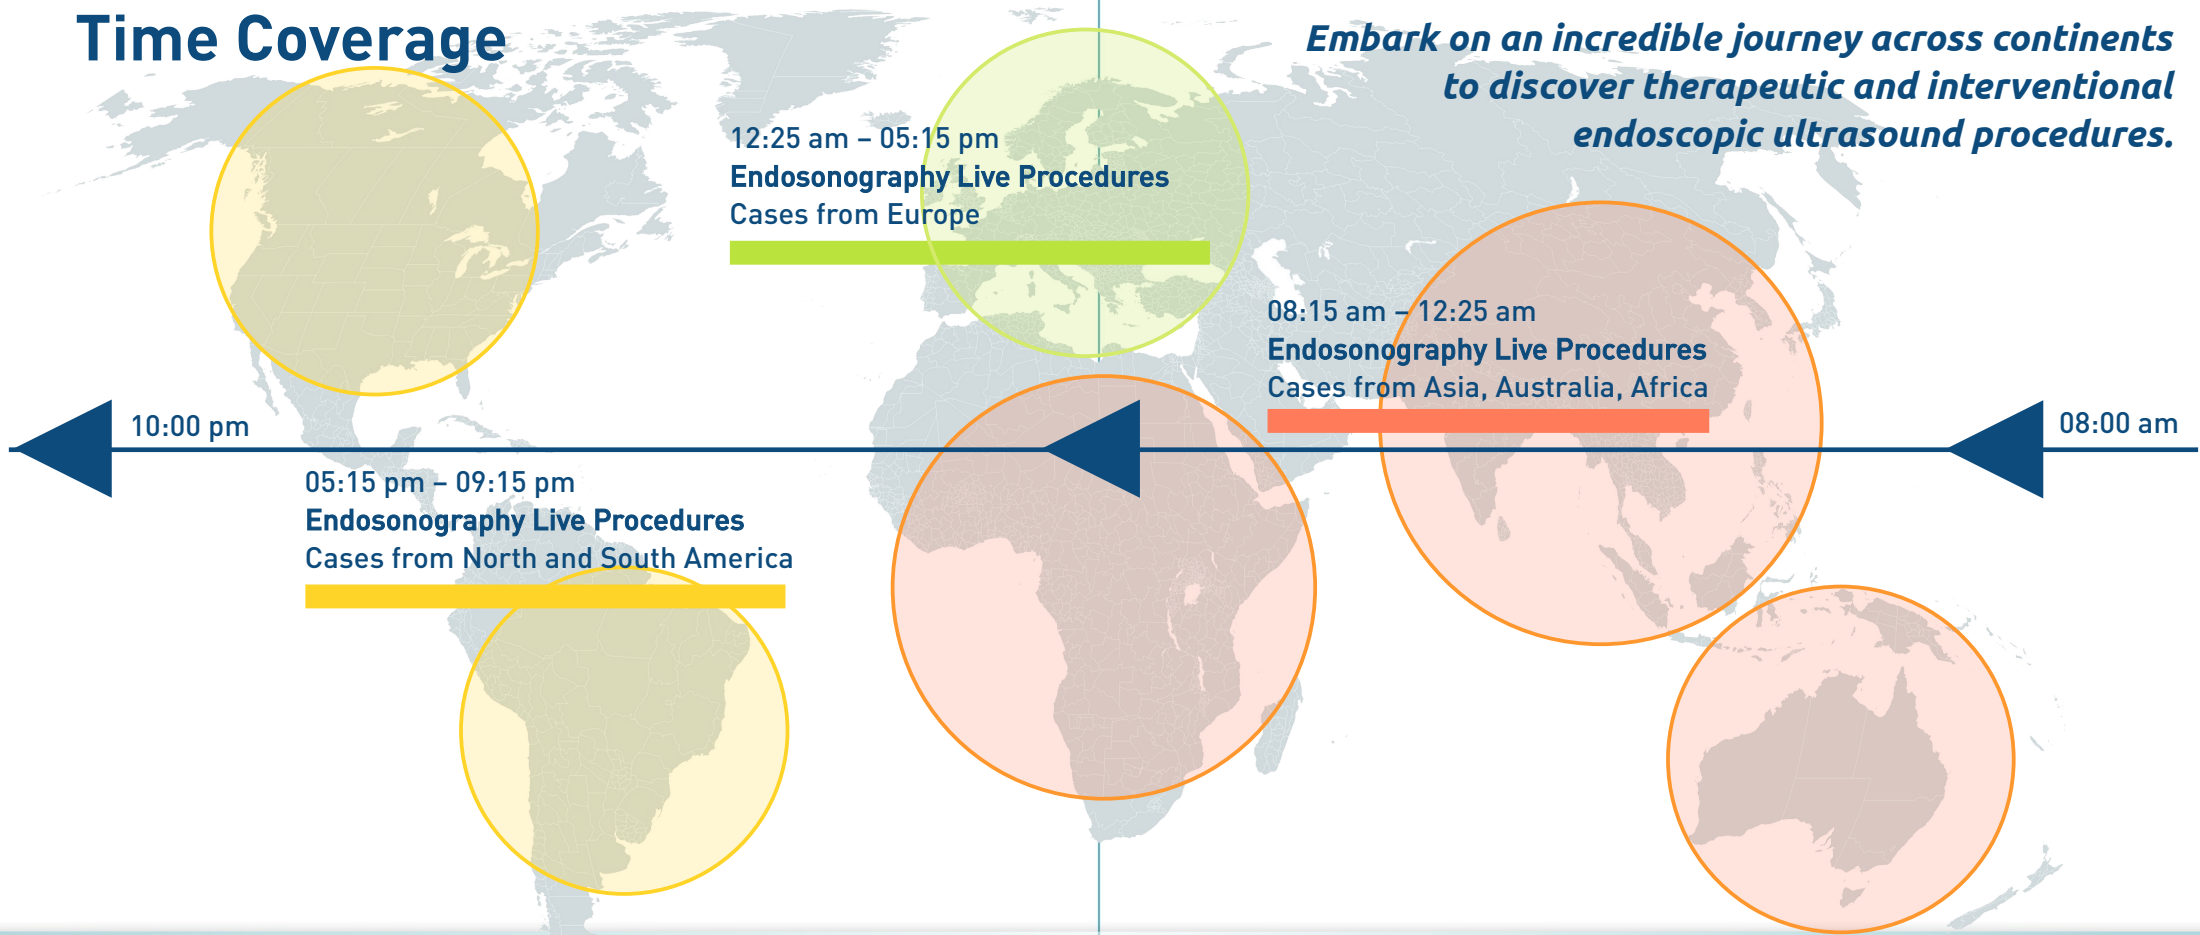 Time Coverage
Embark on an incredible journey across continents
to discover therapeutic and interventional
endoscopic ultrasound procedures.
12:25 am – 05:15 pm
Endosonography Live Procedures
Cases from Europe
08:15 am – 12:25 am
Endosonography Live Procedures
Cases from Asia, Australia, Africa
10:00 pm
08:00 am
05:15 pm – 09:15 pm
Endosonography Live Procedures
Cases from North and South America